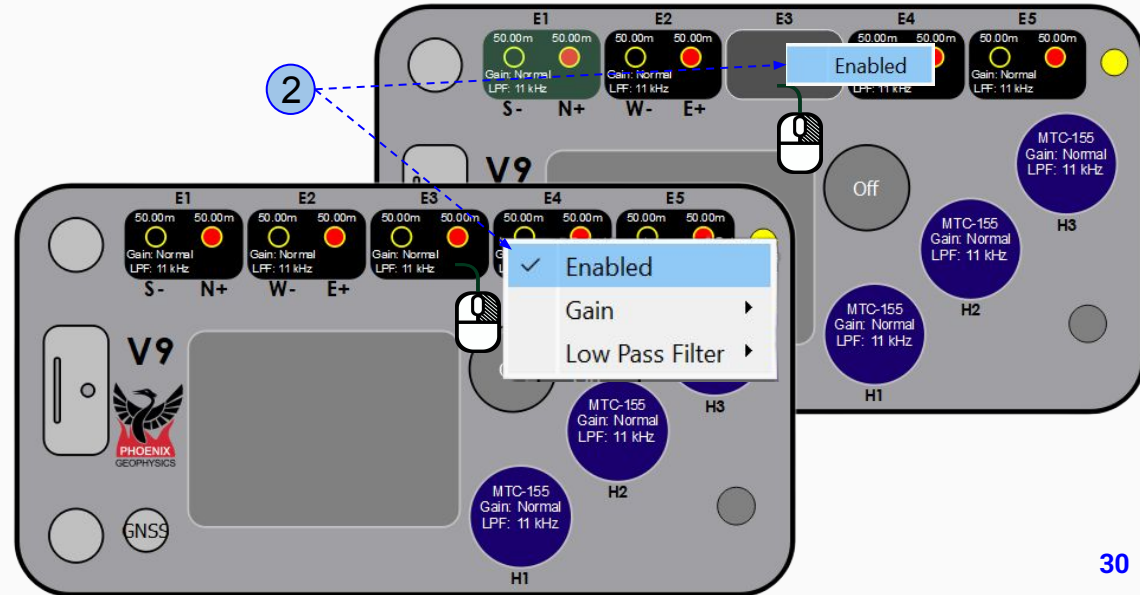 E1 E2 E3 E4 E5
50.00m 50.00m 50.00m 50.00m 50.00m 50.00m 50.00m 50.00m
Gain: Normal Gain: Normal Gain: Normal
LPF: 11 kHz LPF: 11 kHz LPF: 11 kHz LPF: 11 kHz
Enabled
S- N+ W- E+
2
V9
Off
MTC-155
Gain: Normal
LPF: 11 kHz
H3
MTC-155
Gain: Normal
LPF: 11 kHz
H2
MTC-155
Gain: Normal
LPF: 11 kHz
H1
E1 E2 E3 E4 E5
50.00m 50.00m 50.00m 50.00m 50.00m 50.00m 50.00m 50.00m 50.00m 50.00m
Gain: Normal Gain: Normal Gain: Normal
LPF: 11 kHz LPF: 11 kHz LPF: 11 kHz
S- N+ W- E+
Enabled
Gain
Low Pass Filter
V9
PHOENIX
GEOPHYSICS
GNSS
H3
MTC-155
Gain: Normal
LPF: 11 kHz
H2
MTC-155
Gain: Normal
LPF: 11 kHz
H1
30